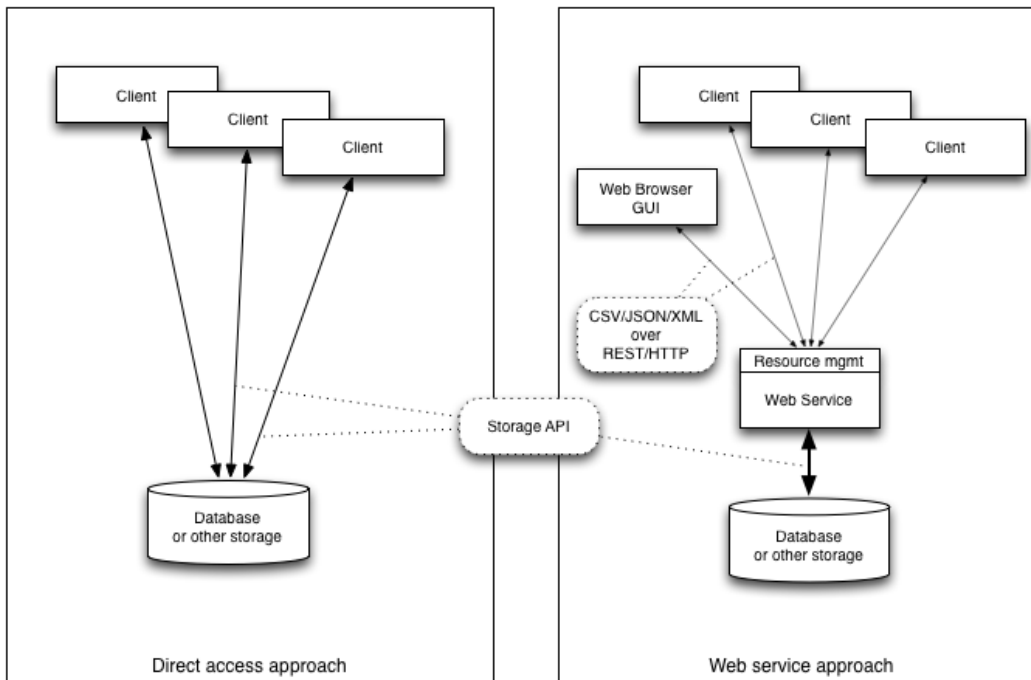 Client
Client
Client
Database
or other storage
Direct access approach
Storage API
Client
Client
Client
Web Browser
GUI
CSV/JSON/XML
over
REST/HTTP
Resource mgmt
Web Service
Database
or other storage
Web service approach